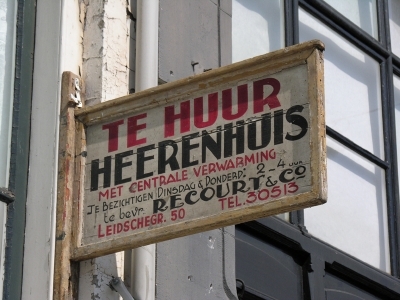 TE HUUR
HEERENHUIS
MET CENTRALE VERWARMING
Te BEZICHTIGEN DINSDAG & DONDERD: 2-4 uur
te bevr. RECOURT & Co
LEIDSCHEGR. 50 TEL. 30513